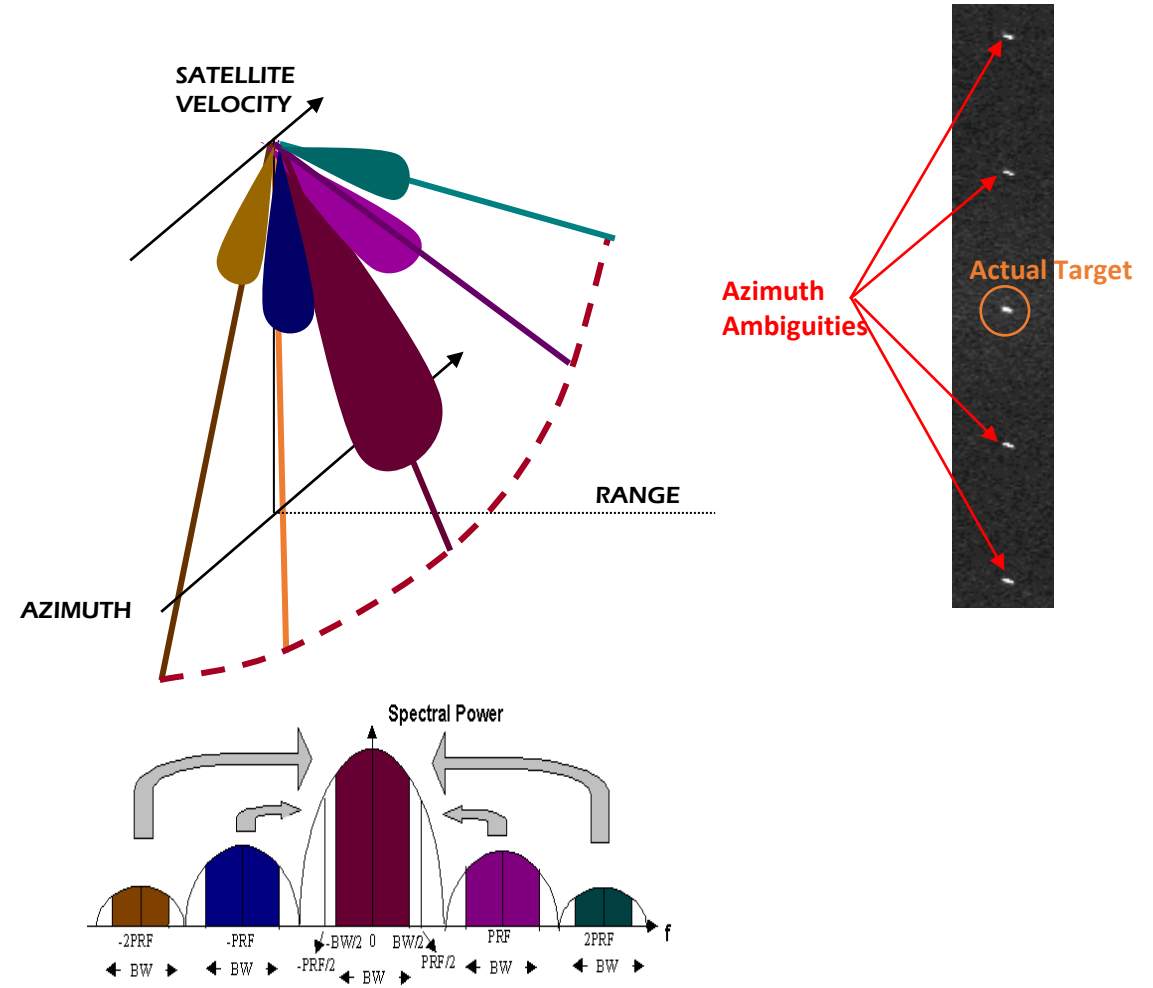 SATELLITE
VELOCITY
Actual Target
Azimuth
Ambiguities
RANGE
AZIMUTH
Spectral Power
-2PRF
-PRF
-BW/2
0
BW/2
PRF
2PRF
f
-PRF/2
PRF/2
BW
BW
BW
BW
BW